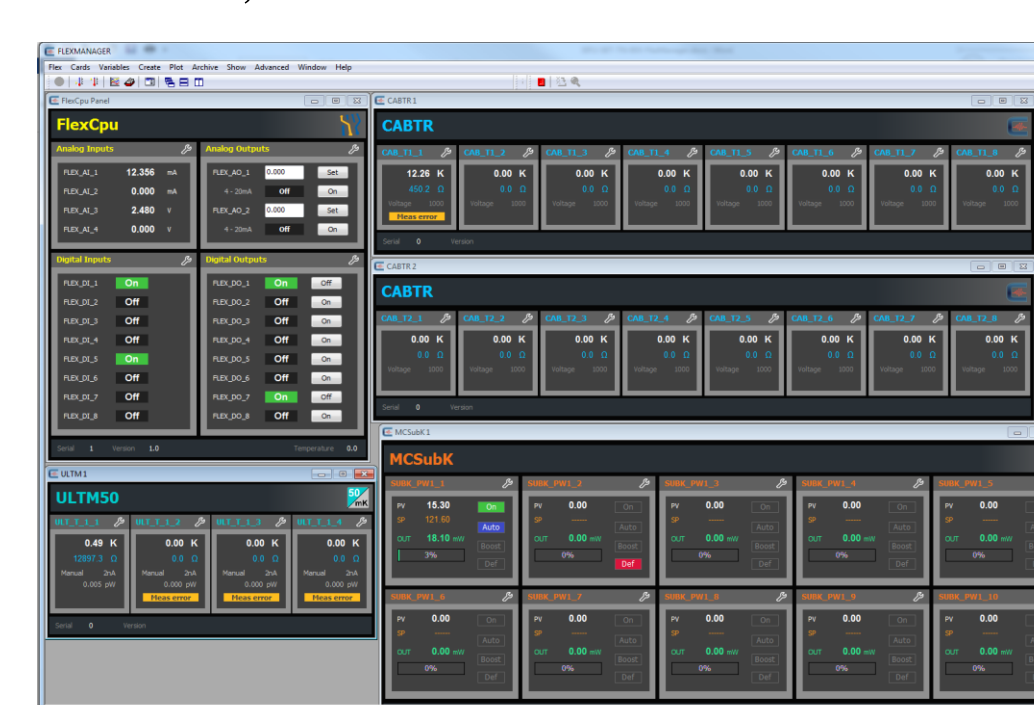 FLEXMANAGER
Flex Cards Variables Create Plot Archive Show Advanced Window Help
FlexCpu Panel
FlexCpu
Analog Inputs
FLEX_AI_1 12.356 mA
FLEX_AI_2 0.000 mA
FLEX_AI_3 2.480 V
FLEX_AI_4 0.000 V
Analog Outputs
FLEX_AO_1 0.000 Set
4 - 20mA Off On
FLEX_AO_2 0.000 Set
4 - 20mA Off On
Digital Inputs
FLEX_DI_1 On
FLEX_DI_2 Off
FLEX_DI_3 Off
FLEX_DI_4 Off
FLEX_DI_5 On
FLEX_DI_6 Off
FLEX_DI_7 Off
FLEX_DI_8 Off
Digital Outputs
FLEX_DO_1 On Off
FLEX_DO_2 Off On
FLEX_DO_3 Off On
FLEX_DO_4 Off On
FLEX_DO_5 Off On
FLEX_DO_6 Off On
FLEX_DO_7 On Off
FLEX_DO_8 Off On
Serial 1 Version 1.0 Temperature 0.0
ULTM 1
ULTM50
50 mK
ULT_T_1_1 ULT_T_1_2 ULT_T_1_3 ULT_T_1_4
0.49 K 0.00 K 0.00 K 0.00 K
12897.3 Ω 0.0 Ω 0.0 Ω 0.0 Ω
Manual 2nA Manual 2nA Manual 2nA Manual 2nA
0.005 pW 0.000 pW 0.000 pW 0.000 pW
Meas error Meas error Meas error
Serial 0 Version
CABTR 1
CABTR
CAB_T1_1 CAB_T1_2 CAB_T1_3 CAB_T1_4 CAB_T1_5 CAB_T1_6 CAB_T1_7 CAB_T1_8
12.26 K 0.00 K 0.00 K 0.00 K 0.00 K 0.00 K 0.00 K 0.00 K
450.2 Ω 0.0 Ω 0.0 Ω 0.0 Ω 0.0 Ω 0.0 Ω 0.0 Ω 0.0 Ω
Voltage 1000 Voltage 1000 Voltage 1000 Voltage 1000 Voltage 1000 Voltage 1000 Voltage 1000 Voltage 1000
Meas error
Serial 0 Version
CABTR 2
CABTR
CAB_T2_1 CAB_T2_2 CAB_T2_3 CAB_T2_4 CAB_T2_5 CAB_T2_6 CAB_T2_7 CAB_T2_8
0.00 K 0.00 K 0.00 K 0.00 K 0.00 K 0.00 K 0.00 K 0.00 K
0.0 Ω 0.0 Ω 0.0 Ω 0.0 Ω 0.0 Ω 0.0 Ω 0.0 Ω 0.0 Ω
Voltage 1000 Voltage 1000 Voltage 1000 Voltage 1000 Voltage 1000 Voltage 1000 Voltage 1000 Voltage 1000
Serial 0 Version
MCSubK 1
MCSubK
SUBK_PW1_1 SUBK_PW1_2 SUBK_PW1_3 SUBK_PW1_4 SUBK_PW1_5
PV 15.30 On PV 0.00 On PV 0.00 On PV 0.00 On PV 0.00
SP 121.60 Auto SP ----- Auto SP ----- Auto SP ----- Auto SP -----
OUT 18.10 mW Boost OUT 0.00 mW Boost OUT 0.00 mW Boost OUT 0.00 mW Boost OUT 0.00 mW
3% Def 0% Def 0% Def 0% Def 0%
SUBK_PW1_6 SUBK_PW1_7 SUBK_PW1_8 SUBK_PW1_9 SUBK_PW1_10
PV 0.00 On PV 0.00 On PV 0.00 On PV 0.00 On PV 0.00
SP ----- Auto SP ----- Auto SP ----- Auto SP ----- Auto SP -----
OUT 0.00 mW Boost OUT 0.00 mW Boost OUT 0.00 mW Boost OUT 0.00 mW Boost OUT 0.00 mW
0% Def 0% Def 0% Def 0% Def 0%